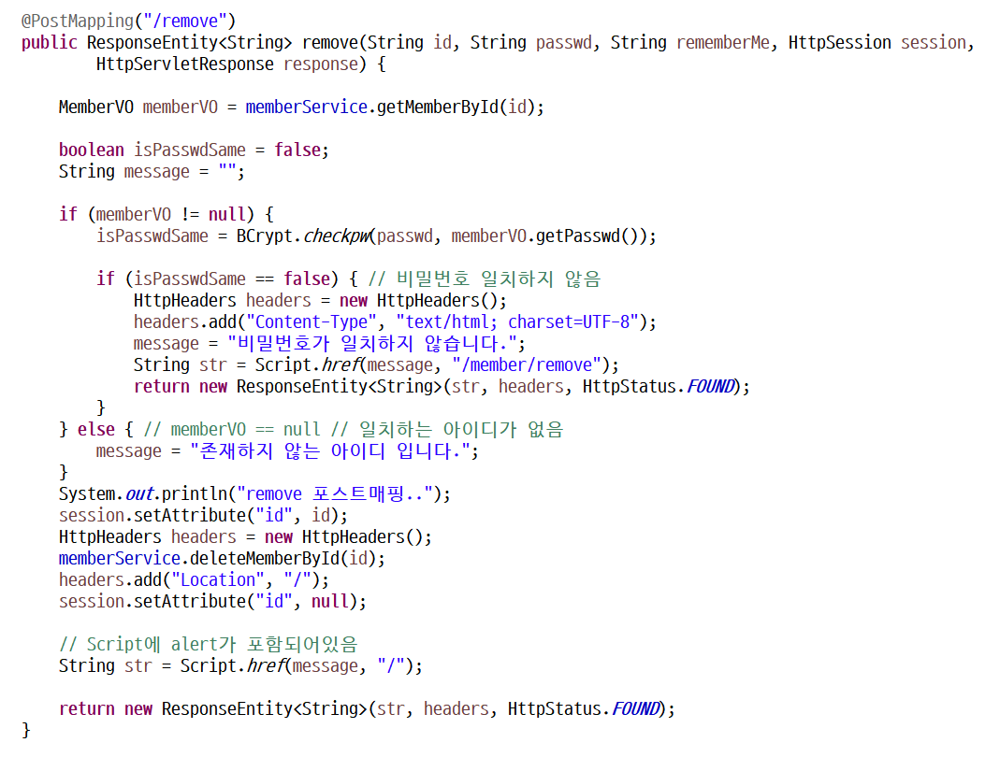 @PostMapping("/remove")
public ResponseEntity<String> remove(String id, String passwd, String rememberMe, HttpSession session,
        HttpServletResponse response) {

    MemberVO memberVO = memberService.getMemberById(id);

    boolean isPasswdSame = false;
    String message = "";

    if (memberVO != null) {
        isPasswdSame = BCrypt.checkpw(passwd, memberVO.getPasswd());

        if (isPasswdSame == false) { // 비밀번호 일치하지 않음
            HttpHeaders headers = new HttpHeaders();
            headers.add("Content-Type", "text/html; charset=UTF-8");
            message = "비밀번호가 일치하지 않습니다.";
            String str = Script.href(message, "/member/remove");
            return new ResponseEntity<String>(str, headers, HttpStatus.FOUND);
        }
    } else { // memberVO == null // 일치하는 아이디가 없음
        message = "존재하지 않는 아이디 입니다.";
    }
    System.out.println("remove 포스트매핑..");
    session.setAttribute("id", id);
    HttpHeaders headers = new HttpHeaders();
    memberService.deleteMemberById(id);
    headers.add("Location", "/");
    session.setAttribute("id", null);

    // Script에 alert가 포함되어있음
    String str = Script.href(message, "/");

    return new ResponseEntity<String>(str, headers, HttpStatus.FOUND);
}